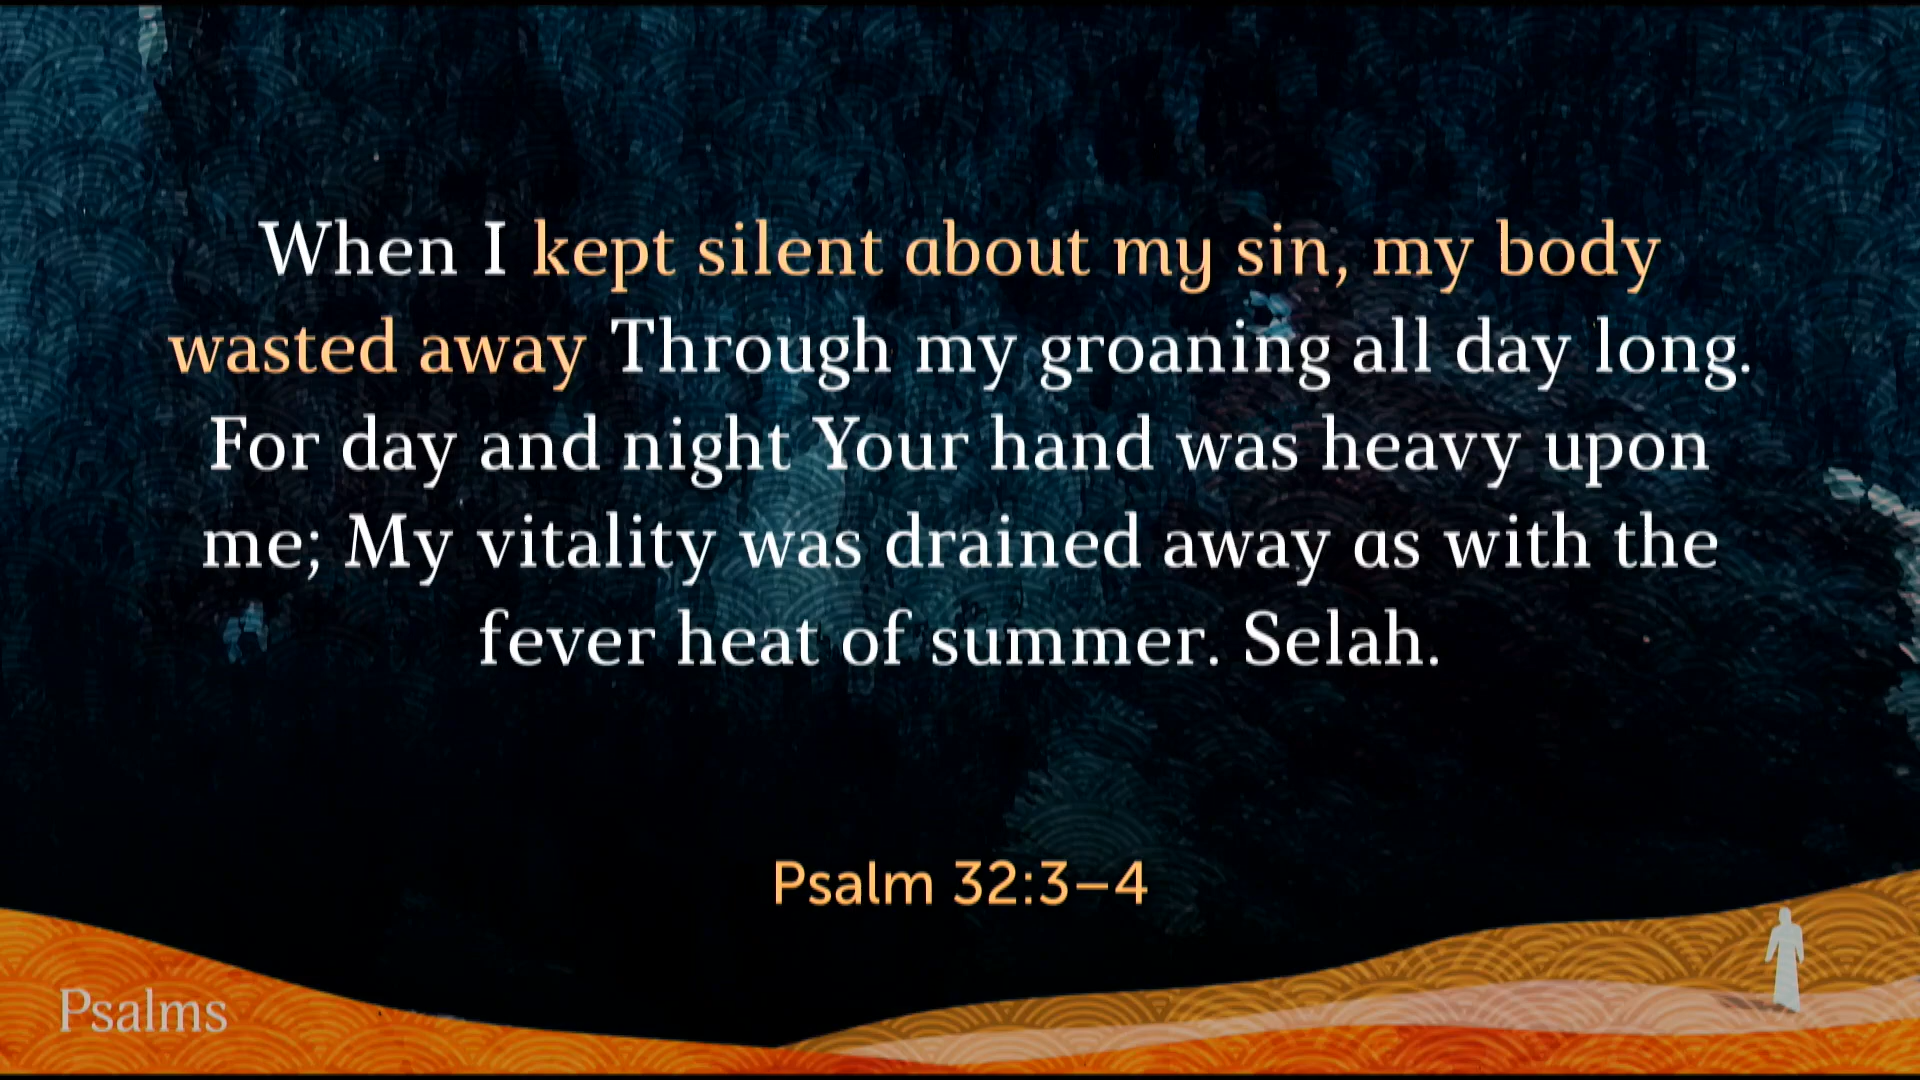 When I kept silent about my sin, my body
wasted away Through my groaning all day long.
For day and night Your hand was heavy upon
me; My vitality was drained away as with the
fever heat of summer. Selah.
Psalm 32:3–4
Psalms